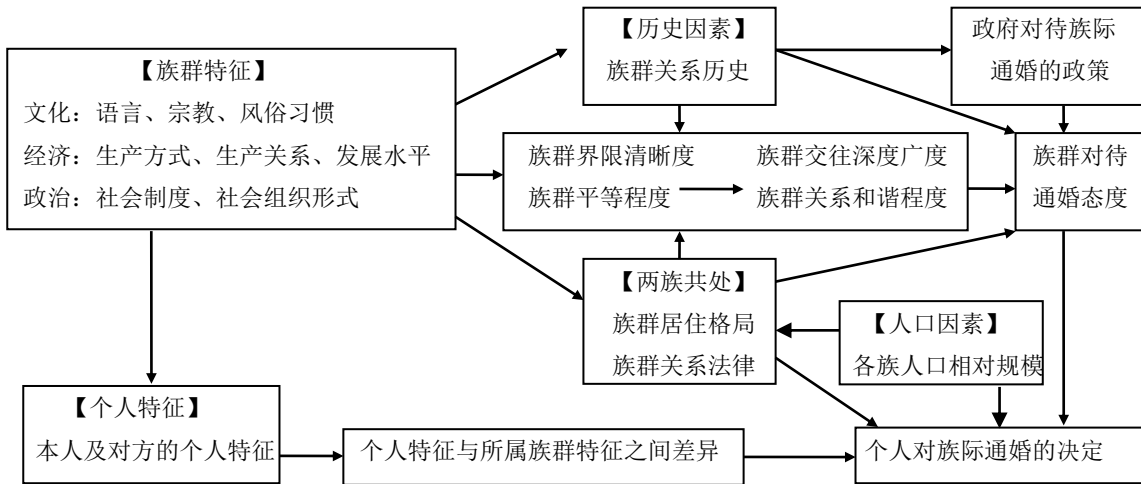 【族群特征】
文化：语言、宗教、风俗习惯
经济：生产方式、生产关系、发展水平
政治：社会制度、社会组织形式
【历史因素】
族群关系历史
政府对待族际
通婚的政策
族群界限清晰度
族群平等程度
族群交往深度广度
族群关系和谐程度
族群对待
通婚态度
【两族共处】
族群居住格局
族群关系法律
【人口因素】
各族人口相对规模
【个人特征】
本人及对方的个人特征
个人特征与所属族群特征之间差异
个人对族际通婚的决定